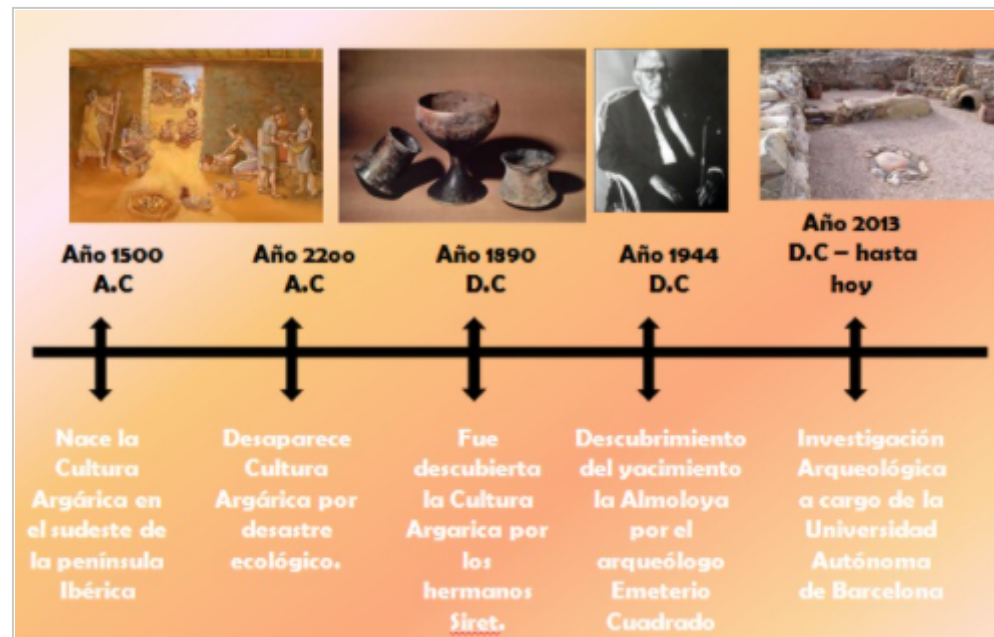 Año 1500
A.C
Año 22oo
A.C
Año 1890
D.C
Año 1944
D.C
Año 2013
D.C – hasta
hoy
Nace la
Cultura
Argárica en
el sudeste de
la península
Ibérica
Desaparece
Cultura
Argárica por
desastre
ecológico.
Fue
descubierta
la Cultura
Argarica por
los
hermanos
Siret.
Descubrimiento
del yacimiento
la Almoloya
por el
arqueólogo
Emeterio
Cuadrado
Investigación
Arqueológica
a cargo de la
Universidad
Autónoma
de Barcelona